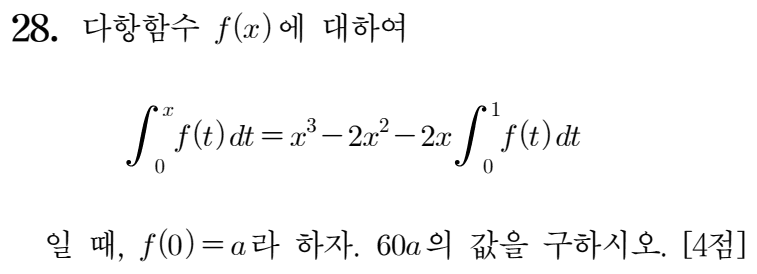 28. 다항함수 f(x)에 대하여
∫₀ˣ f(t)dt = x³ − 2x² − 2x∫₀¹ f(t)dt
일 때, f(0) = a라 하자. 60a의 값을 구하시오. [4점]